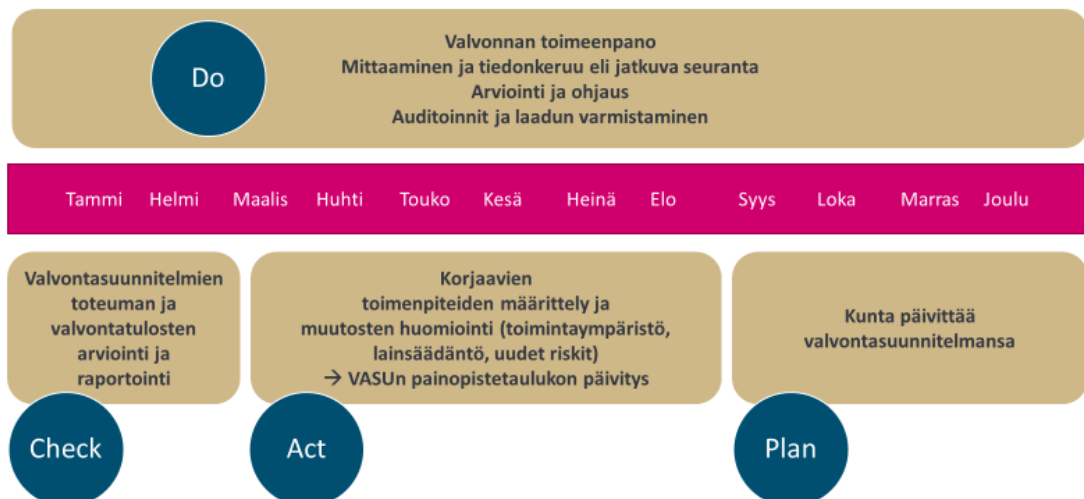 Do
Valvonnan toimeenpano
Mittaaminen ja tiedonkeruu eli jatkuva seuranta
Arviointi ja ohjaus
Auditoinnit ja laadun varmistaminen
Tammi Helmi Maalis Huhti Touko Kesä Heinä Elo Syys Loka Marras Joulu
Valvontasuunnitelmien
toteuman ja
valvontatulosten
arviointi ja
raportointi
Check
Korjaavien
toimenpiteiden määrittely ja
muutosten huomiointi (toimintaympäristö,
lainsäädäntö, uudet riskit)
→ VASUn painopistetaulukon päivitys
Act
Kunta päivittää
valvontasuunnitelmansa
Plan